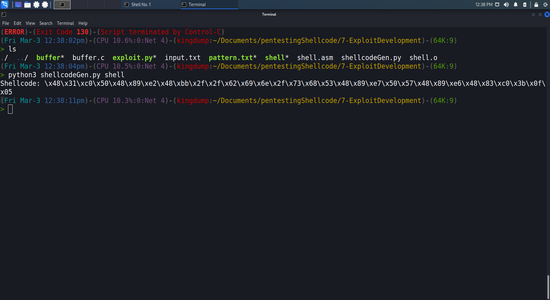 12:38 PM
Shell No. 1
Terminal
Terminal
File Edit View Search Terminal Help
(ERROR)-(Exit Code 130)-(Script terminated by Control-C)
(Fri Mar-3 12:38:02pm)-(CPU 10.6%:0:Net 4)-(kingdump:~/Documents/pentestingShellcode/7-ExploitDevelopment)-(64K:9)
> ls
./ ../ buffer* buffer.c exploit.py* input.txt pattern.txt* shell* shell.asm shellcodeGen.py shell.o
(Fri Mar-3 12:38:04pm)-(CPU 10.5%:0:Net 4)-(kingdump:~/Documents/pentestingShellcode/7-ExploitDevelopment)-(64K:9)
> python3 shellcodeGen.py shell
Shellcode: \x48\x31\xc0\x50\x48\x89\xe2\x48\xbb\x2f\x2f\x62\x69\x6e\x2f\x73\x68\x53\x48\x89\xe7\x50\x57\x48\x89\xe6\x48\x83\xc0\x3b\x0f\
x05
(Fri Mar-3 12:38:11pm)-(CPU 10.3%:0:Net 4)-(kingdump:~/Documents/pentestingShellcode/7-ExploitDevelopment)-(64K:9)
>